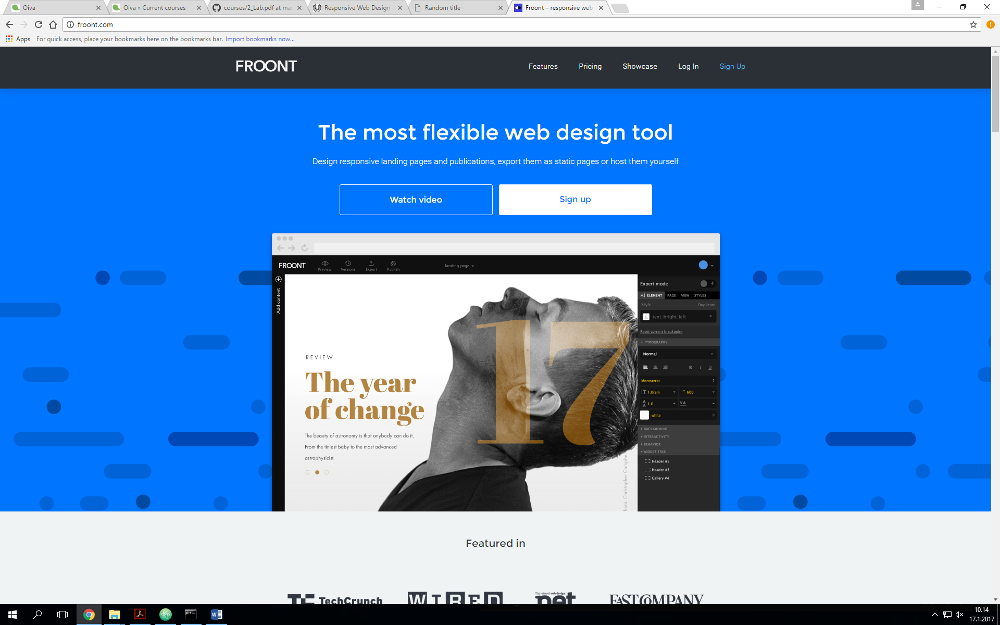 Oiva
Oiva » Current courses
courses/2_Lab.pdf at mas
Responsive Web Design
Random title
Froont – responsive web
froont.com
Apps
For quick access, place your bookmarks here on the bookmarks bar. Import bookmarks now...
FROONT
Features
Pricing
Showcase
Log In
Sign Up
The most flexible web design tool
Design responsive landing pages and publications, export them as static pages or host them yourself
Watch video
Sign up
FROONT
Preview
Versions
Export
Publish
landing page
Add content
REVIEW
The year
of change
The beauty of astronomy is that anybody can do it.
From the tiniest baby to the most advanced
astrophysicist.
17
Photo: Christopher Campbell
Expert mode
A| ELEMENT
PAGE
VIEW
STYLES
Style
Duplicate
text_bright_left
Reset current breakpoint
TYPOGRAPHY
Normal
B I U
Montserrat
T 1.0rem
T 600
A A 1.0
VA
white
BACKGROUND
INTERACTIVITY
BEHAVIOR
WIDGET TREE
Header #5
Header #3
Gallery #4
Featured in
TechCrunch
WIRED
The voice of web design
net
FAST COMPANY
10.14
17.1.2017